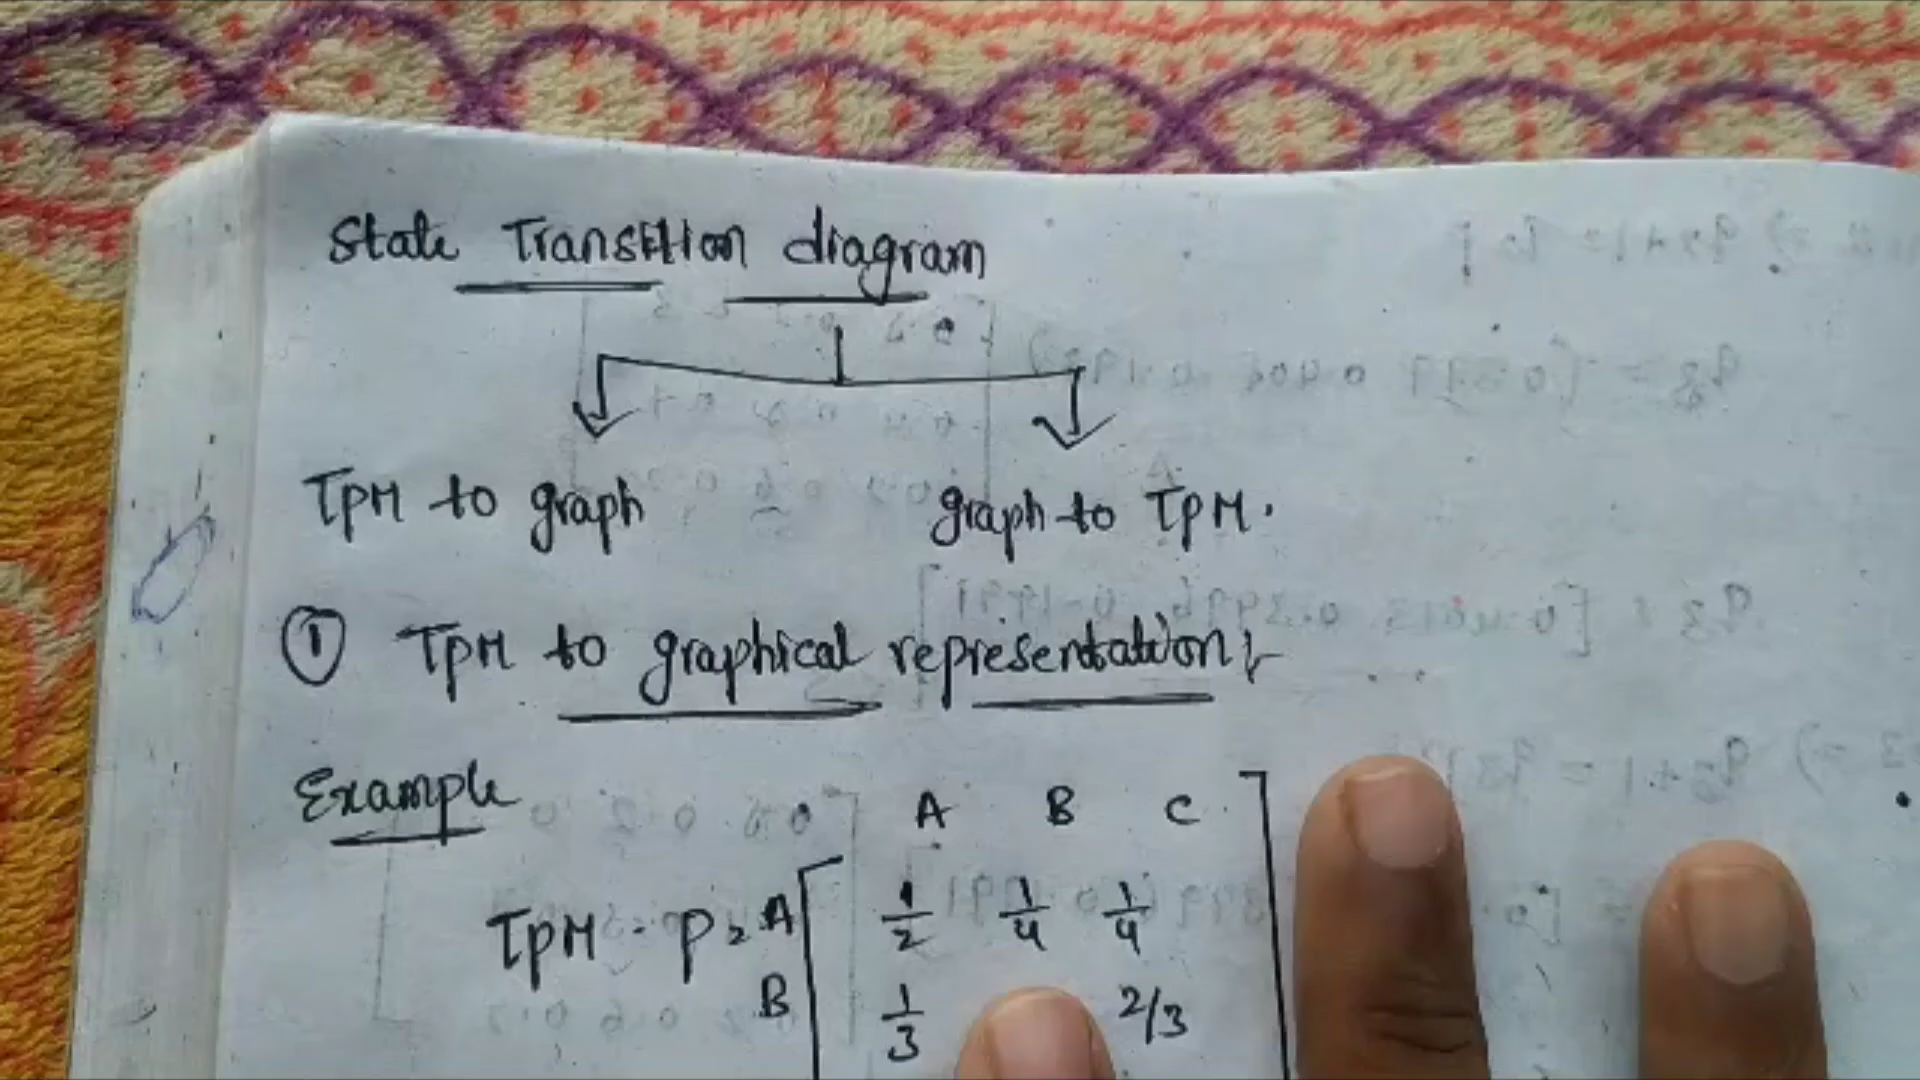 State Transition diagram
TPM to graph graph to TPM.
① TPM to graphical representation:-
Example
A B C
TPM = P = A 1/2 1/4 1/4
B 1/3 2/3